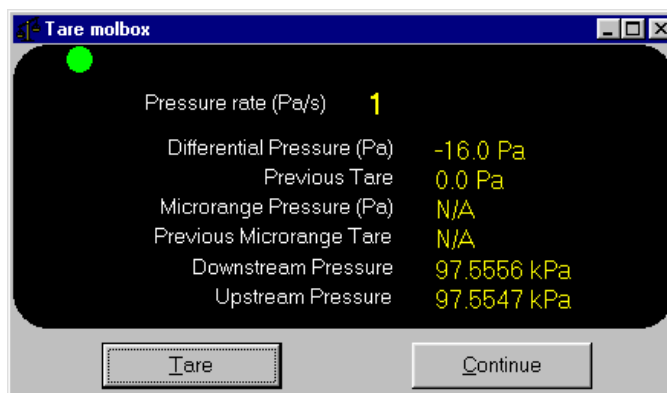 Tare molbox
Pressure rate (Pa/s) 1
Differential Pressure (Pa) -16.0 Pa
Previous Tare 0.0 Pa
Microrange Pressure (Pa) N/A
Previous Microrange Tare N/A
Downstream Pressure 97.5556 kPa
Upstream Pressure 97.5547 kPa
Tare Continue